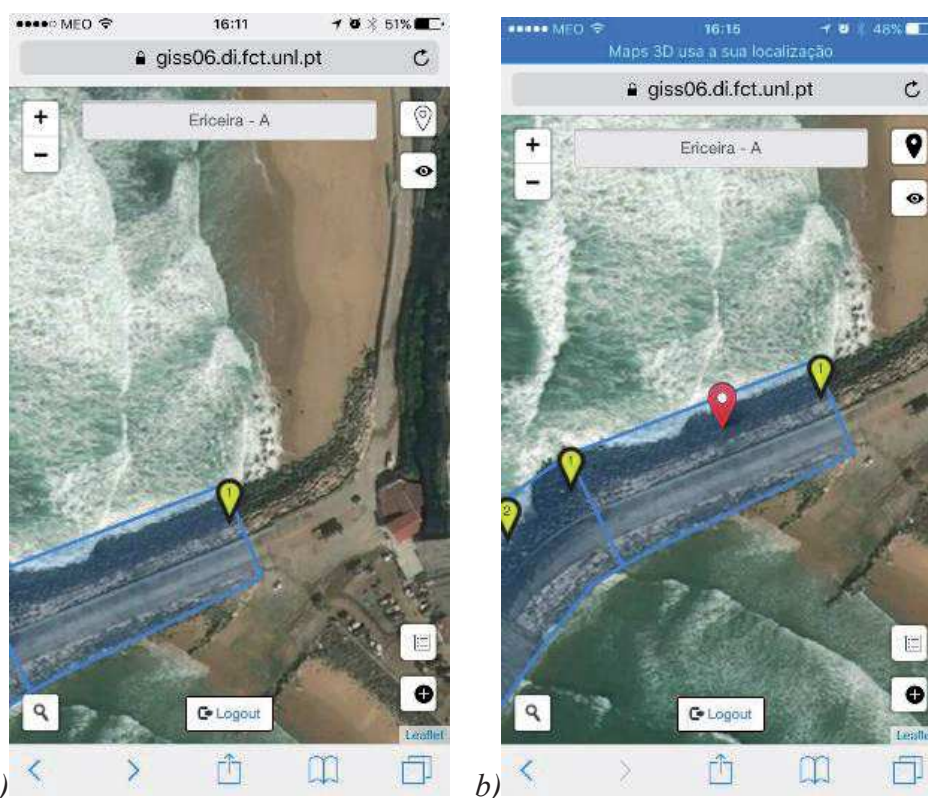 MEO 16:11 51%
giss06.di.fct.unl.pt
+
Ericeira - A
-
1
Logout
Leaflet
)
MEO 16:15 48%
Maps 3D usa a sua localização
giss06.di.fct.unl.pt
+
Ericeira - A
-
1
1
2
Logout
Leafle
b)